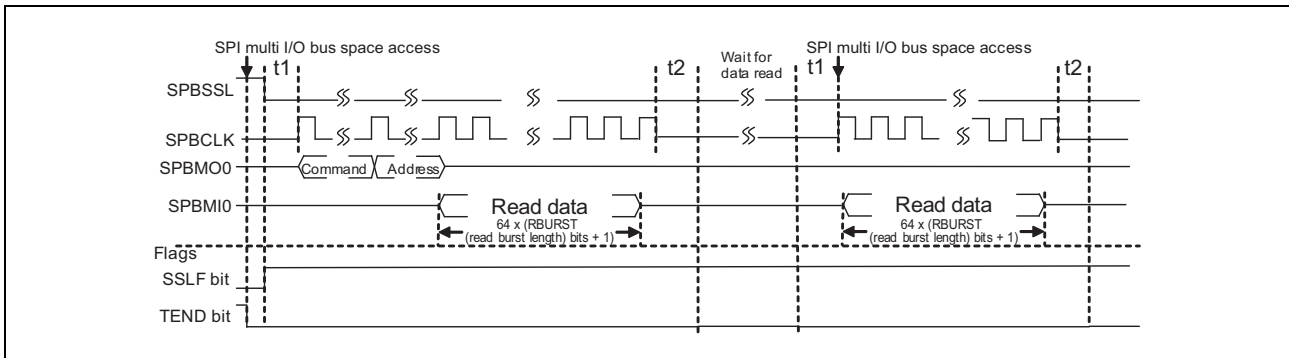 SPI multi I/O bus space access
SPI multi I/O bus space access
t1
t2
Wait for
data read
t1
t2
SPBSSL
SPBCLK
SPBMO0
Command
Address
SPBMI0
Read data
64 x (RBURST
(read burst length) bits + 1)
Read data
64 x (RBURST
(read burst length) bits + 1)
Flags
SSLF bit
TEND bit